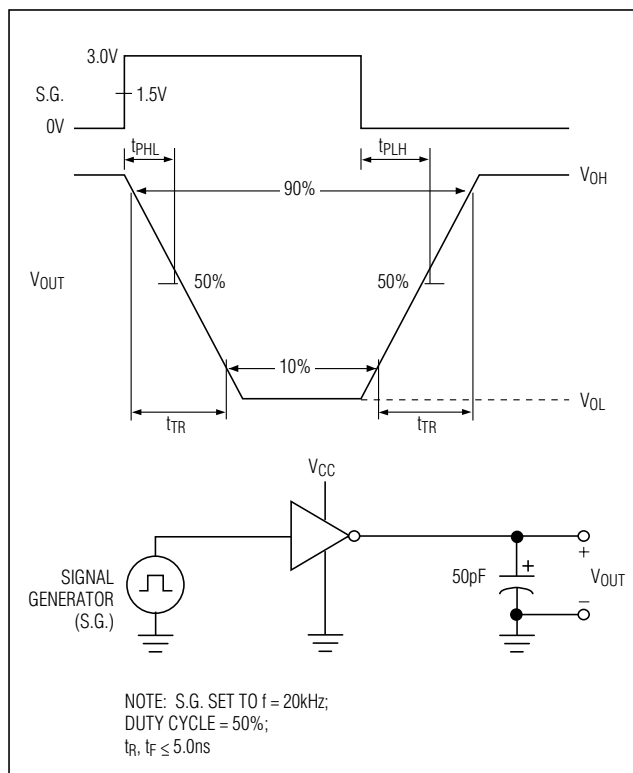 3.0V
S.G.
1.5V
0V
tPHL
tPLH
VOH
90%
VOUT
50%
50%
10%
VOL
tTR
tTR
VCC
SIGNAL
GENERATOR
(S.G.)
50pF
+
+
VOUT
−
NOTE: S.G. SET TO f = 20kHz;
DUTY CYCLE = 50%;
tR, tF ≤ 5.0ns